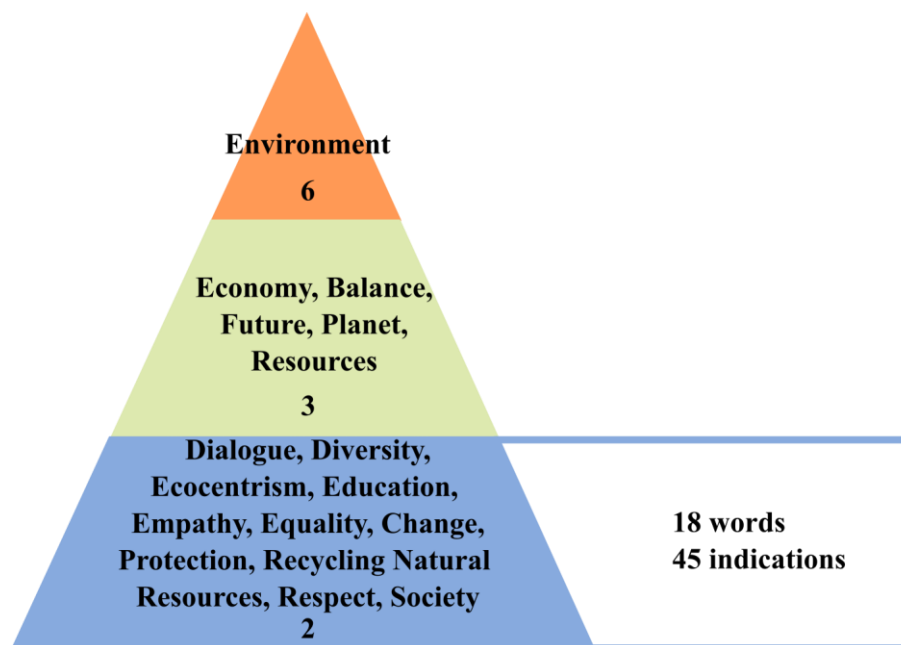 Environment
6
Economy, Balance,
Future, Planet,
Resources
3
Dialogue, Diversity,
Ecocentrism, Education,
Empathy, Equality, Change,
Protection, Recycling Natural
Resources, Respect, Society
2
18 words
45 indications